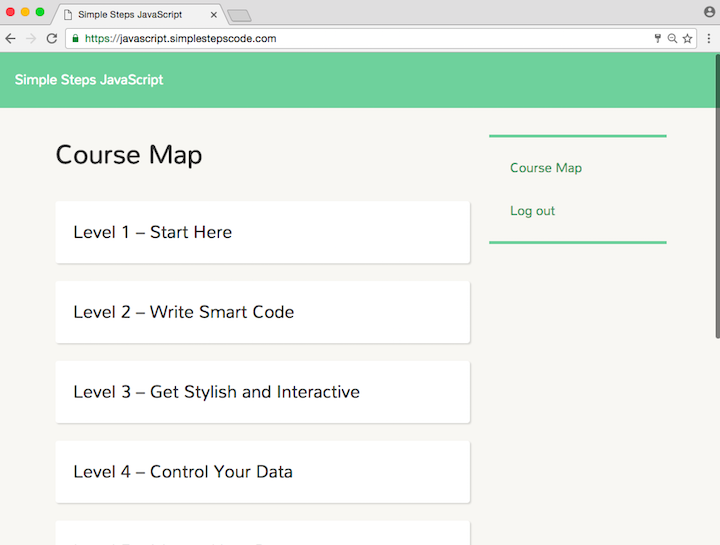 Simple Steps JavaScript
https://javascript.simplestepscode.com
Simple Steps JavaScript
Course Map
Level 1 – Start Here
Level 2 – Write Smart Code
Level 3 – Get Stylish and Interactive
Level 4 – Control Your Data
Course Map
Log out